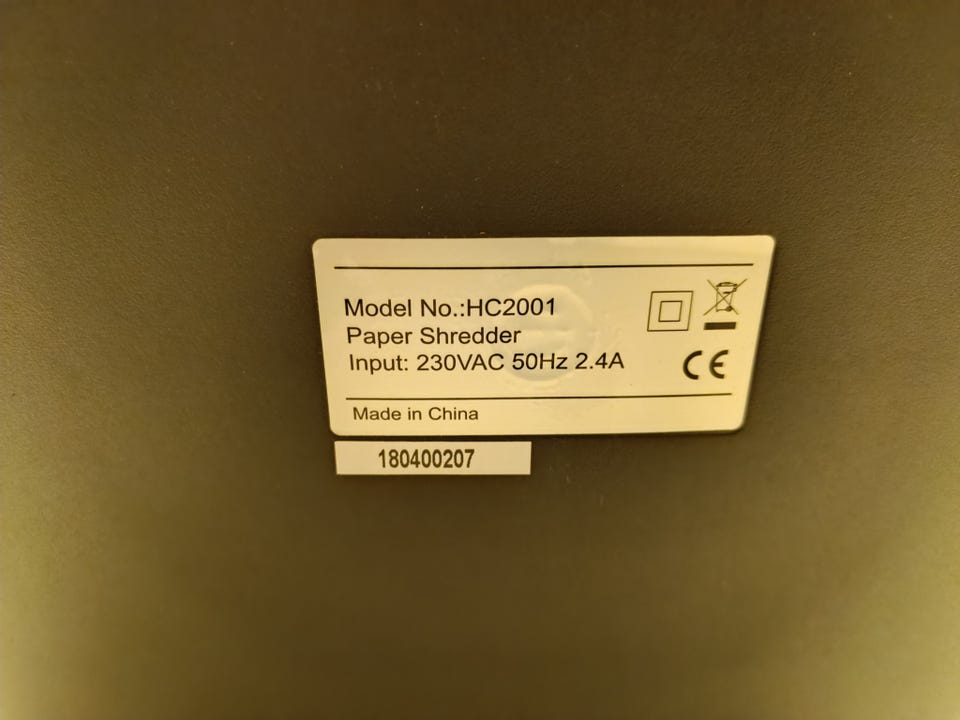 Model No.:HC2001
Paper Shredder
Input: 230VAC 50Hz 2.4A
CE
Made in China
180400207